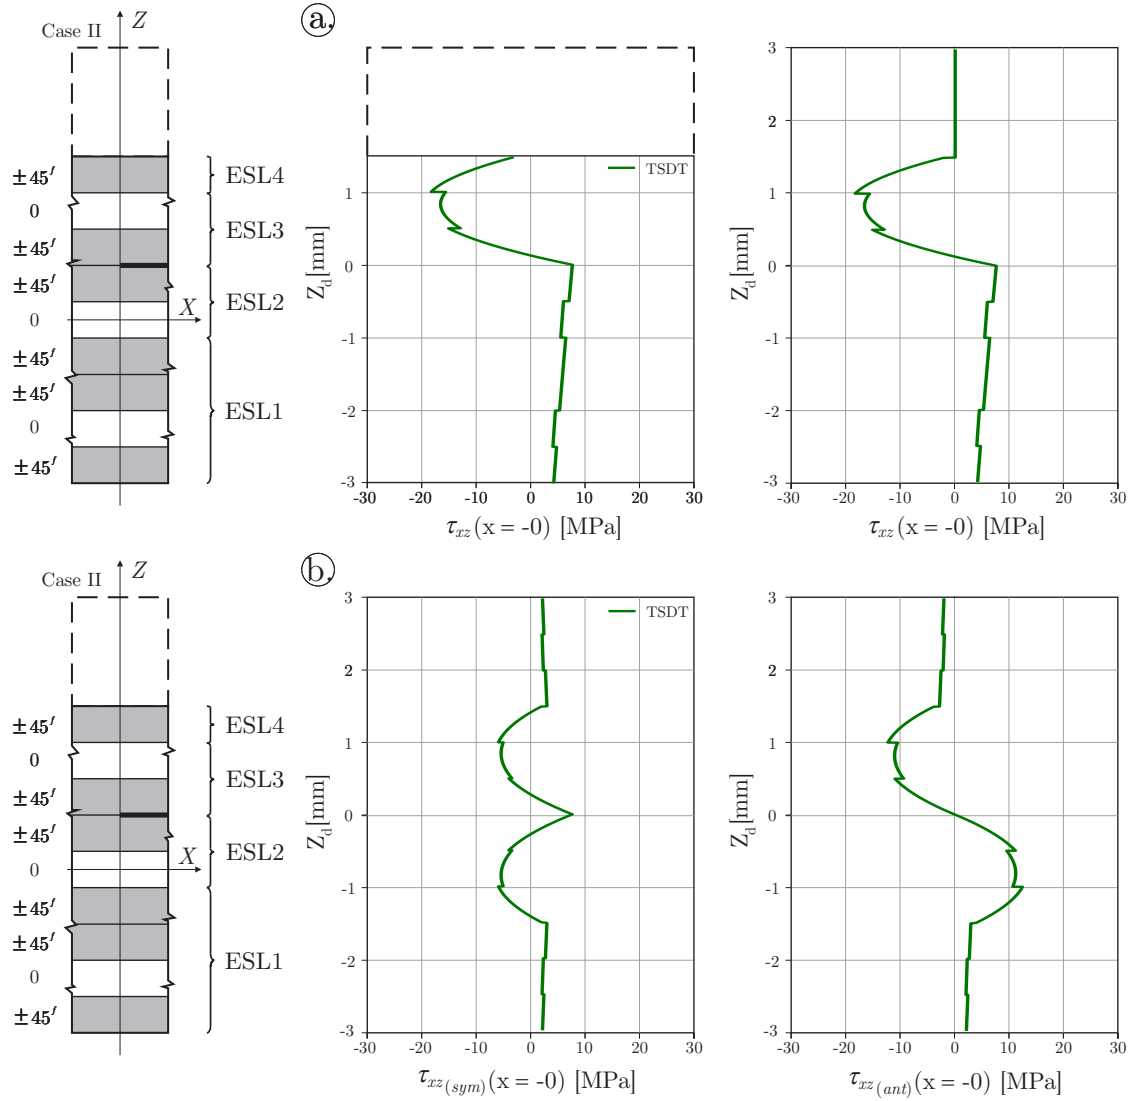 Case II
Z
a.
±45^f
0
±45^f
±45^f
0
±45^f
±45^f
0
±45^f
X
ESL4
ESL3
ESL2
ESL1
TSDT
1
0
-1
-2
-3
Z_d[mm]
-30 -20 -10 0 10 20 30
τ_xz(x = -0) [MPa]
3
2
1
0
-1
-2
-3
Z_d[mm]
-30 -20 -10 0 10 20 30
τ_xz(x = -0) [MPa]
Case II
Z
b.
±45^f
0
±45^f
±45^f
0
±45^f
±45^f
0
±45^f
X
ESL4
ESL3
ESL2
ESL1
TSDT
3
2
1
0
-1
-2
-3
Z_d[mm]
-30 -20 -10 0 10 20 30
τ_xz(sym)(x = -0) [MPa]
3
2
1
0
-1
-2
-3
Z_d[mm]
-30 -20 -10 0 10 20 30
τ_xz(ant)(x = -0) [MPa]